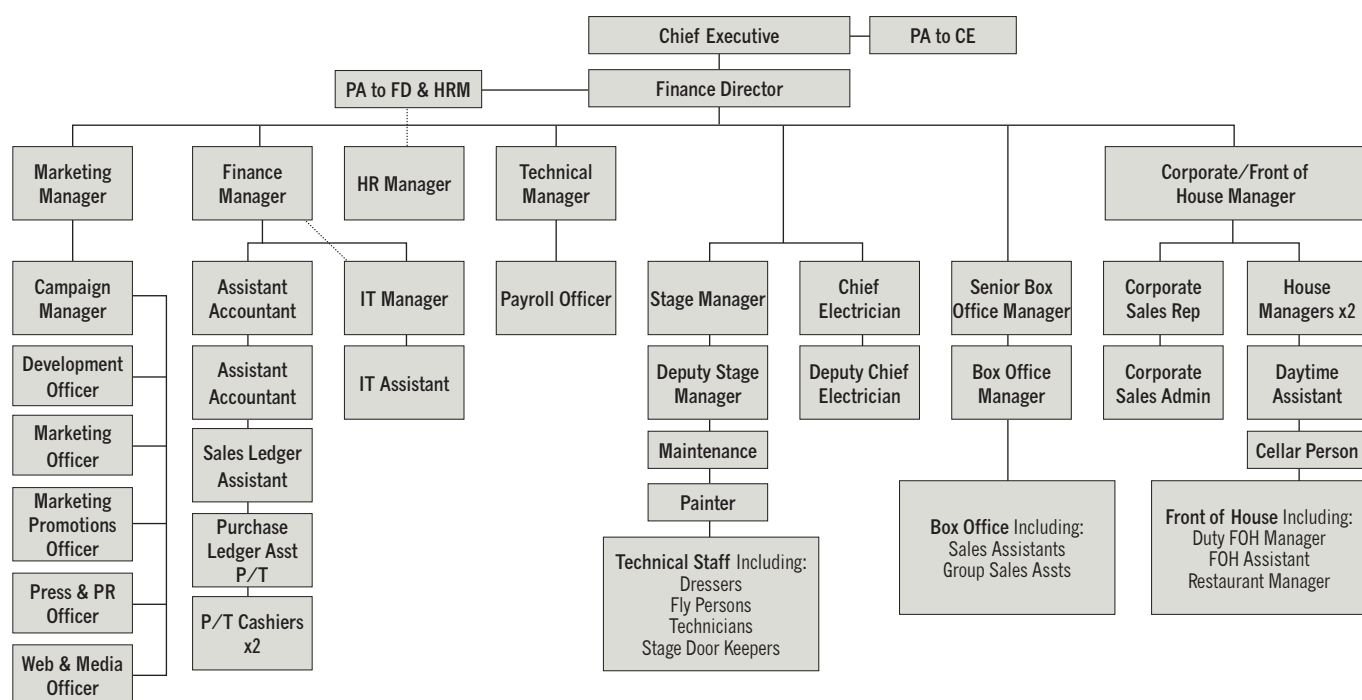 Chief Executive
PA to CE
PA to FD & HRM
Finance Director
Marketing
Manager
Finance
Manager
HR Manager
Technical
Manager
Corporate/Front of
House Manager
Campaign
Manager
Assistant
Accountant
IT Manager
Payroll Officer
Stage Manager
Chief
Electrician
Senior Box
Office Manager
Corporate
Sales Rep
House
Managers x2
Development
Officer
Assistant
Accountant
IT Assistant
Deputy Stage
Manager
Deputy Chief
Electrician
Box Office
Manager
Corporate
Sales Admin
Daytime
Assistant
Marketing
Officer
Sales Ledger
Assistant
Maintenance
Cellar Person
Marketing
Promotions
Officer
Purchase
Ledger Asst
P/T
Painter
Technical Staff Including:
Dressers
Fly Persons
Technicians
Stage Door Keepers
Box Office Including:
Sales Assistants
Group Sales Assts
Front of House Including:
Duty FOH Manager
FOH Assistant
Restaurant Manager
Press & PR
Officer
P/T Cashiers
x2
Web & Media
Officer